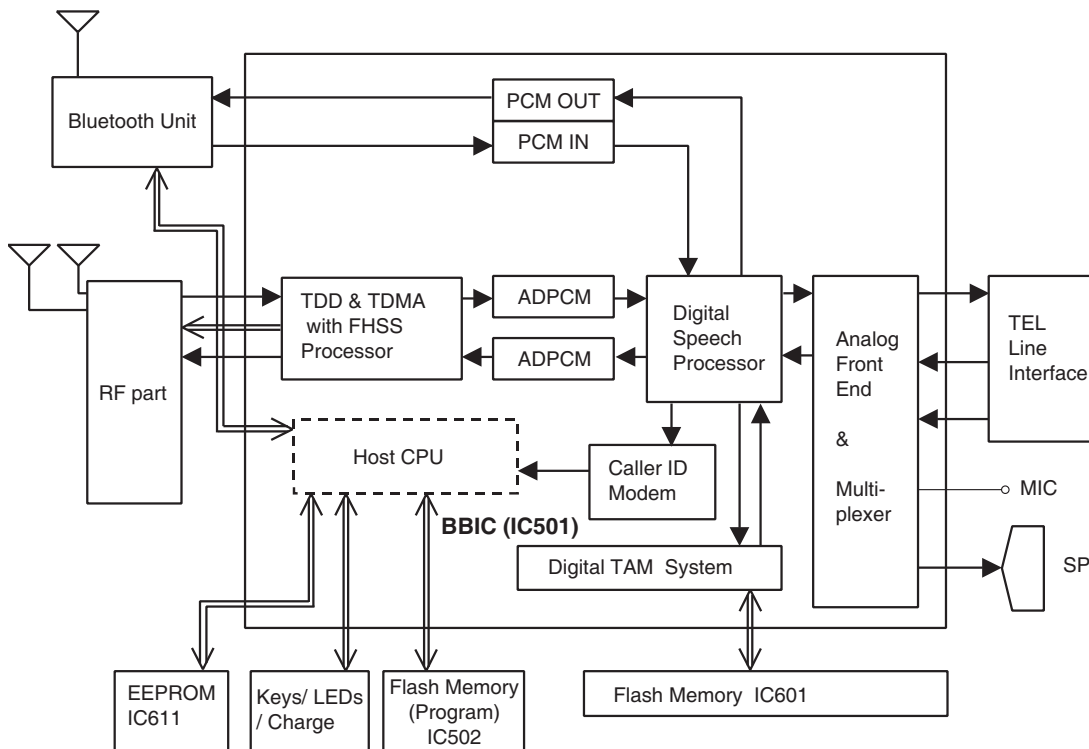 Bluetooth Unit
PCM OUT
PCM IN
RF part
TDD & TDMA
with FHSS
Processor
ADPCM
ADPCM
Digital
Speech
Processor
Analog
Front
End
&
Multi-
plexer
TEL
Line
Interface
Host CPU
Caller ID
Modem
BBIC (IC501)
Digital TAM System
MIC
SP
EEPROM
IC611
Keys/ LEDs
/ Charge
Flash Memory
(Program)
IC502
Flash Memory IC601